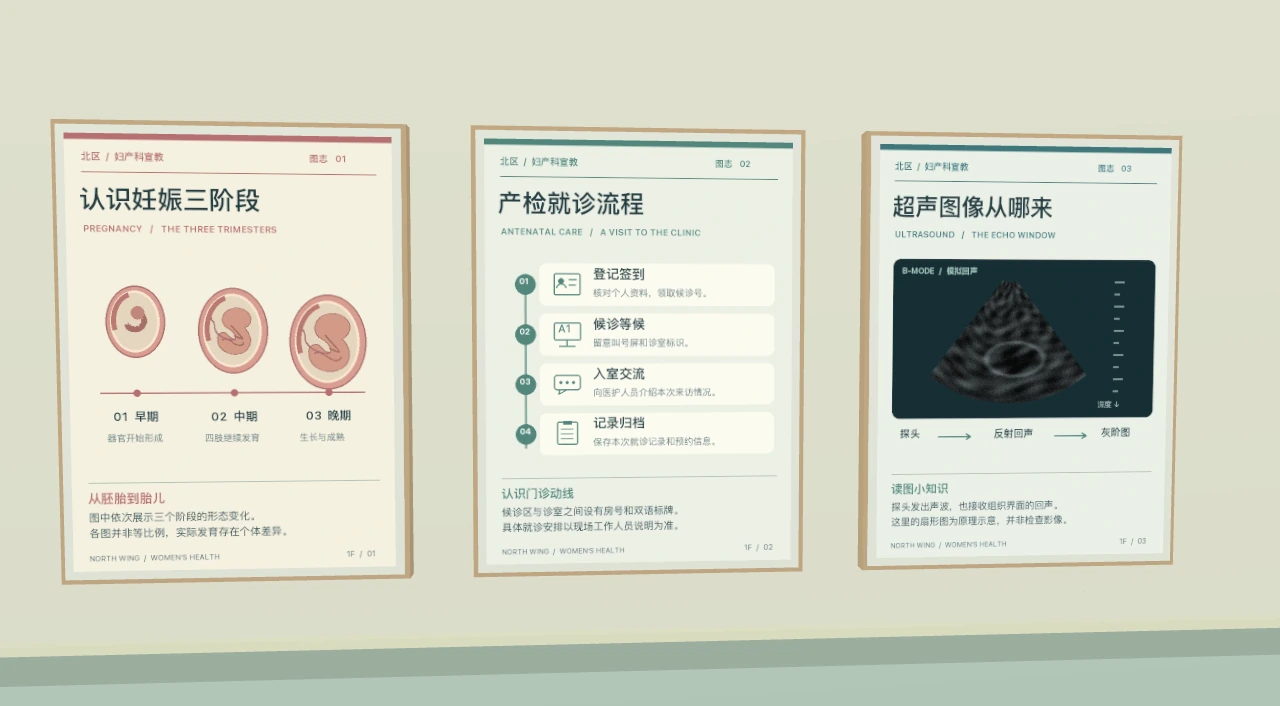 北区 / 妇产科宣教
图志 01
认识妊娠三阶段
PREGNANCY / THE THREE TRIMESTERS
01 早期
02 中期
03 晚期
器官开始形成
四肢继续发育
生长与成熟
从胚胎到胎儿
图中依次展示三个阶段的形态变化。
各图并非等比例，实际发育存在个体差异。
NORTH WING / WOMEN'S HEALTH
1F / 01
北区 / 妇产科宣教
图志 02
产检就诊流程
ANTENATAL CARE / A VISIT TO THE CLINIC
01
登记签到
核对个人资料，领取候诊号。
02
A1
候诊等候
留意叫号屏和诊室标识。
03
入室交流
向医护人员介绍本次来访情况。
04
记录归档
保存本次就诊记录和预约信息。
认识门诊动线
候诊区与诊室之间设有房号和双语标牌。
具体就诊安排以现场工作人员说明为准。
NORTH WING / WOMEN'S HEALTH
1F / 02
北区 / 妇产科宣教
图志 03
超声图像从哪来
ULTRASOUND / THE ECHO WINDOW
B-MODE / 模拟回声
深度 ↓
探头
反射回声
灰阶图
读图小知识
探头发出声波，也接收组织界面的回声。
这里的扇形图为原理示意，并非检查影像。
NORTH WING / WOMEN'S HEALTH
1F / 03